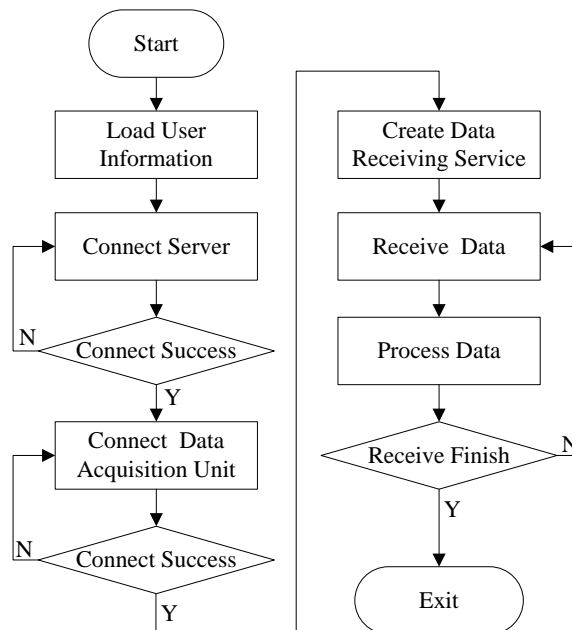 Start
Load User
Information
Connect Server
N
Connect Success
Y
Connect Data
Acquisition Unit
N
Connect Success
Y
Create Data
Receiving Service
Receive Data
Process Data
Receive Finish
N
Y
Exit